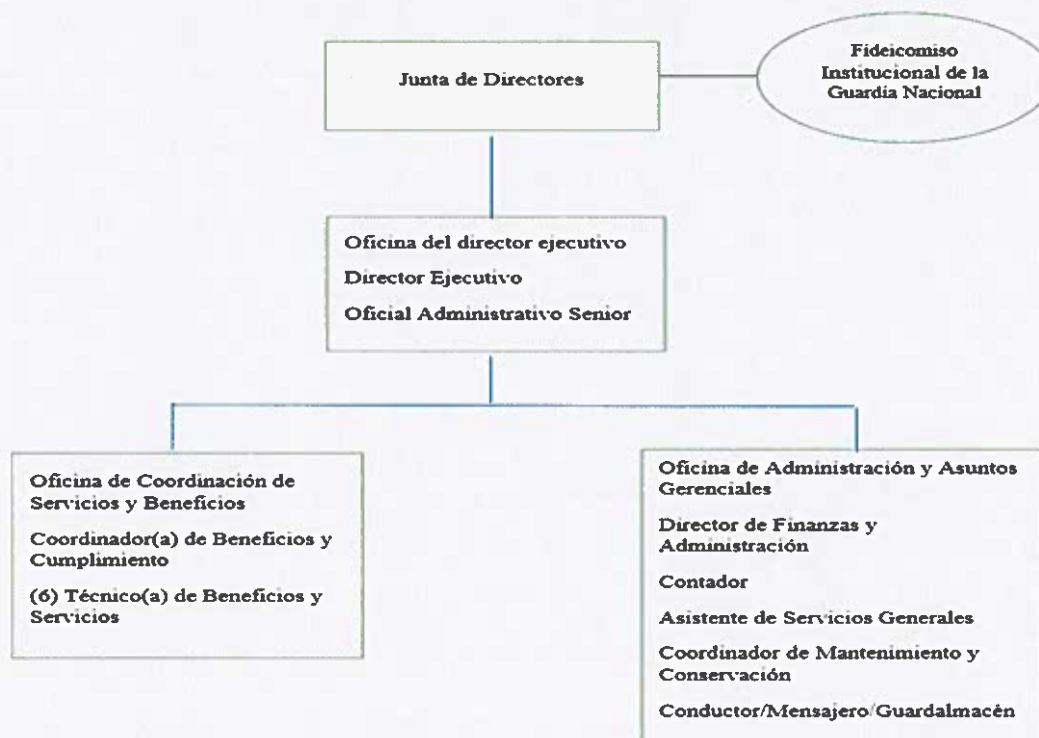 Junta de Directores
Fideicomiso
Institucional de la
Guardia Nacional
Oficina del director ejecutivo
Director Ejecutivo
Oficial Administrativo Senior
Oficina de Coordinación de
Servicios y Beneficios
Coordinador(a) de Beneficios y
Cumplimiento
(6) Técnico(a) de Beneficios y
Servicios
Oficina de Administración y Asuntos
Gerenciales
Director de Finanzas y
Administración
Contador
Asistente de Servicios Generales
Coordinador de Mantenimiento y
Conservación
Conductor/Mensajero/Guardalmacén